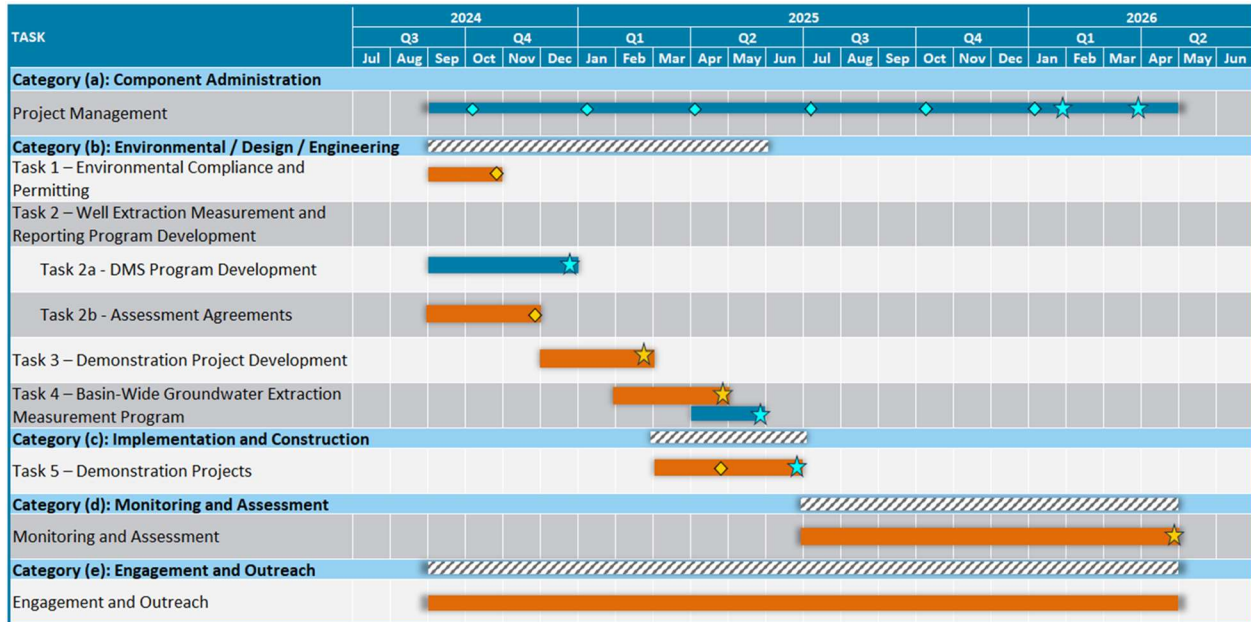 2024 2025 2026
TASK Q3 Q4 Q1 Q2 Q3 Q4 Q1 Q2
Jul Aug Sep Oct Nov Dec Jan Feb Mar Apr May Jun Jul Aug Sep Oct Nov Dec Jan Feb Mar Apr May Jun
Category (a): Component Administration
Project Management
Category (b): Environmental / Design / Engineering
Task 1 – Environmental Compliance and
Permitting
Task 2 – Well Extraction Measurement and
Reporting Program Development
Task 2a - DMS Program Development
Task 2b - Assessment Agreements
Task 3 – Demonstration Project Development
Task 4 – Basin-Wide Groundwater Extraction
Measurement Program
Category (c): Implementation and Construction
Task 5 – Demonstration Projects
Category (d): Monitoring and Assessment
Monitoring and Assessment
Category (e): Engagement and Outreach
Engagement and Outreach